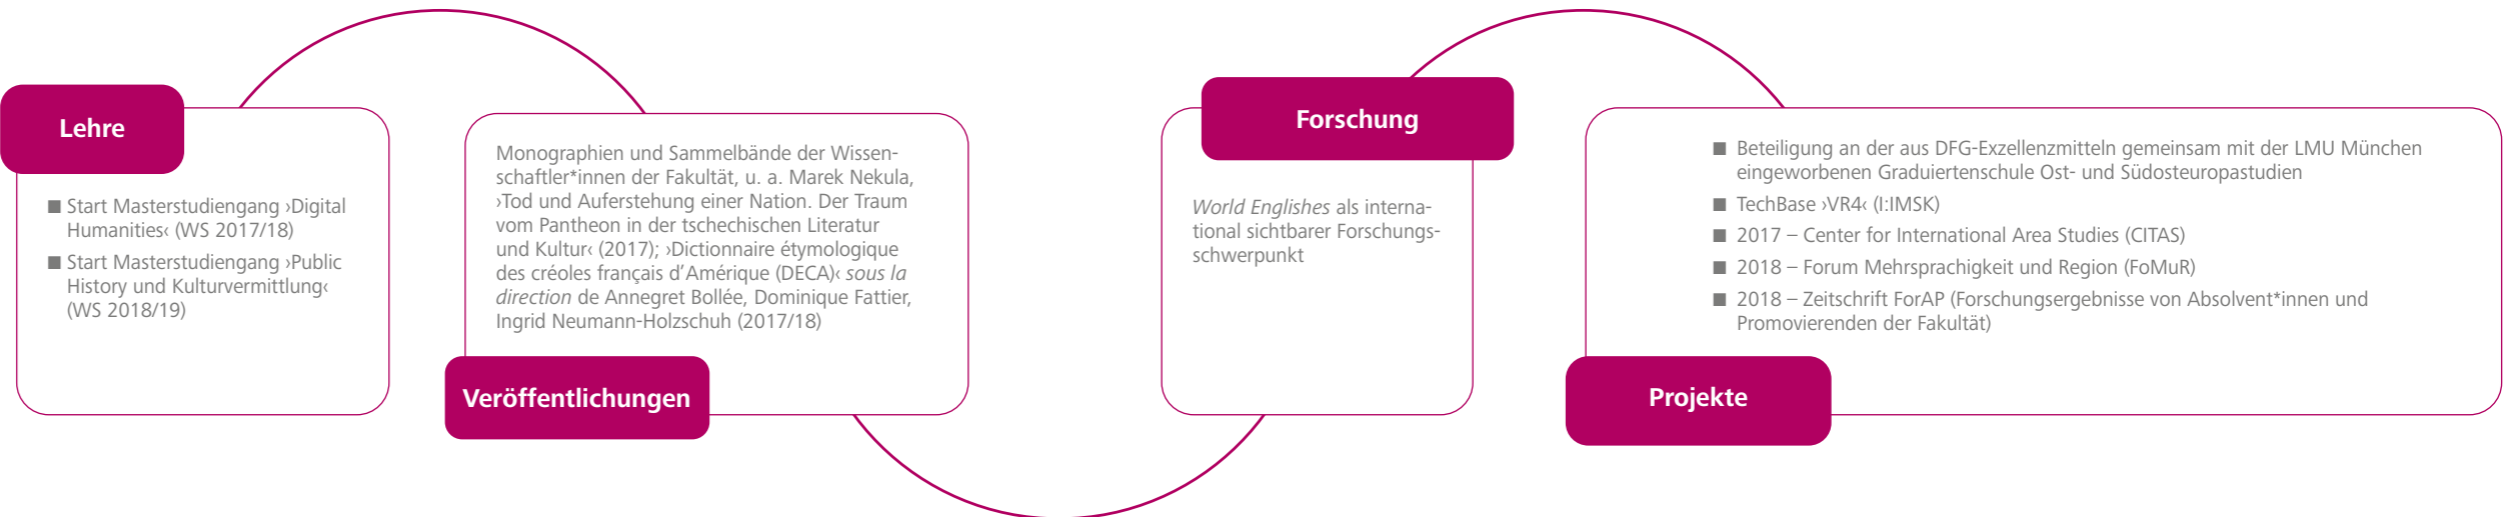 Lehre
■ Start Masterstudiengang ›Digital
Humanities‹ (WS 2017/18)
■ Start Masterstudiengang ›Public
History und Kulturvermittlung‹
(WS 2018/19)
Monographien und Sammelbände der Wissen-
schaftler*innen der Fakultät, u. a. Marek Nekula,
›Tod und Auferstehung einer Nation. Der Traum
vom Pantheon in der tschechischen Literatur
und Kultur‹ (2017); ›Dictionnaire étymologique
des créoles français d’Amérique (DECA)‹ sous la
direction de Annegret Bollée, Dominique Fattier,
Ingrid Neumann-Holzschuh (2017/18)
Veröffentlichungen
Forschung
World Englishes als interna-
tional sichtbarer Forschungs-
schwerpunkt
■ Beteiligung an der aus DFG-Exzellenzmitteln gemeinsam mit der LMU München
eingeworbenen Graduiertenschule Ost- und Südosteuropastudien
■ TechBase ›VR4‹ (I:IMSK)
■ 2017 – Center for International Area Studies (CITAS)
■ 2018 – Forum Mehrsprachigkeit und Region (FoMuR)
■ 2018 – Zeitschrift ForAP (Forschungsergebnisse von Absolvent*innen und
Promovierenden der Fakultät)
Projekte